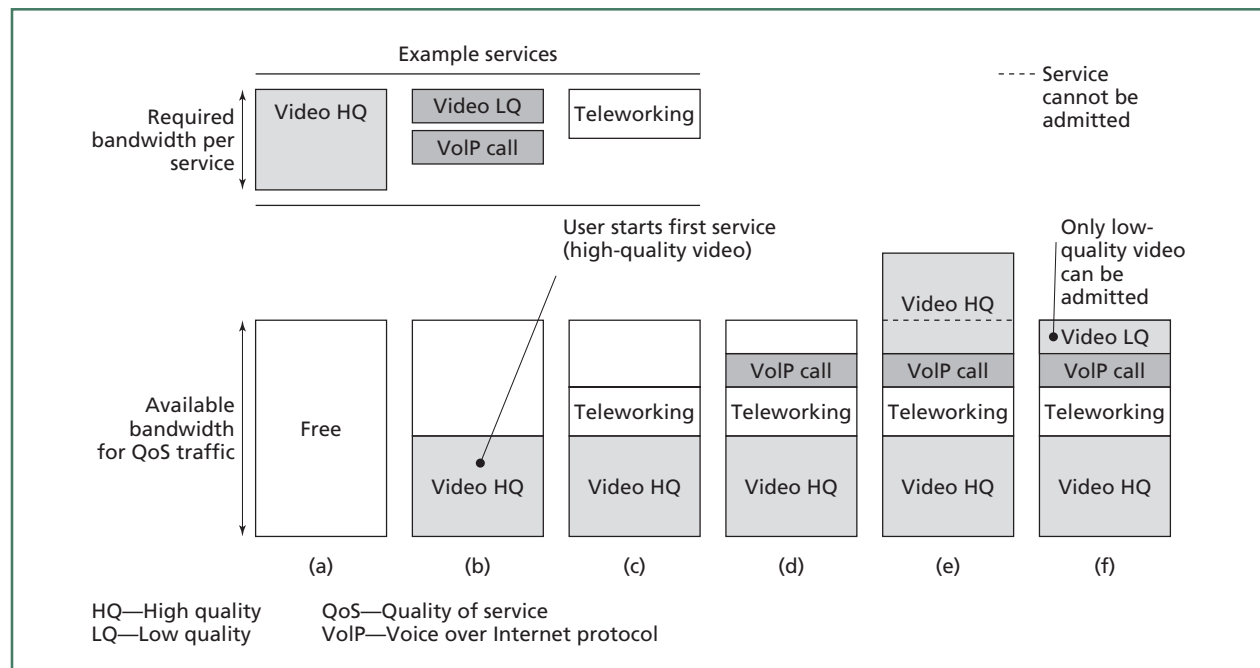 Example services
Required
bandwidth per
service
Video HQ
Video LQ
VoIP call
Teleworking
Service
cannot be
admitted
User starts first service
(high-quality video)
Only low-
quality video
can be
admitted
Available
bandwidth
for QoS traffic
Free
Video HQ
Teleworking
Video HQ
VoIP call
Teleworking
Video HQ
Video HQ
VoIP call
Teleworking
Video HQ
Video LQ
VoIP call
Teleworking
Video HQ
(a)
(b)
(c)
(d)
(e)
(f)
HQ—High quality
QoS—Quality of service
LQ—Low quality
VoIP—Voice over Internet protocol